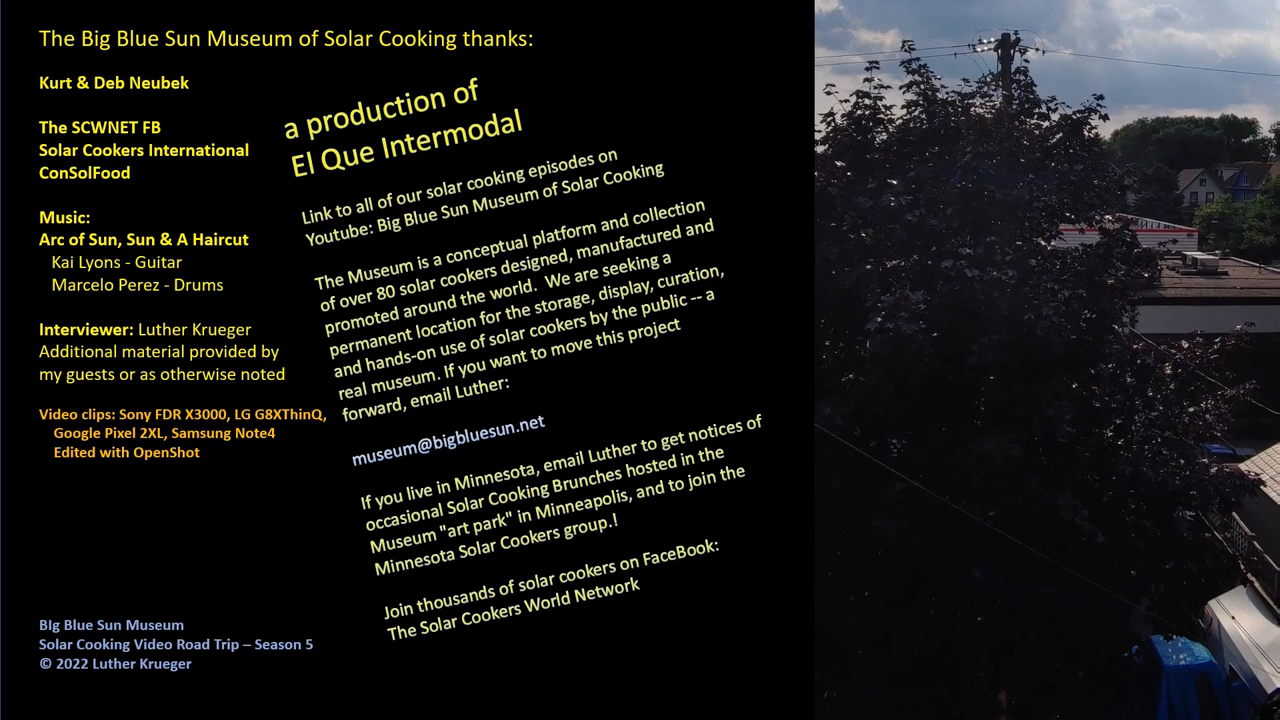 The Big Blue Sun Museum of Solar Cooking thanks:
Kurt & Deb Neubek
The SCWNET FB
Solar Cookers International
ConSolFood
Music:
Arc of Sun, Sun & A Haircut
Kai Lyons - Guitar
Marcelo Perez - Drums
Interviewer: Luther Krueger
Additional material provided by
my guests or as otherwise noted
Video clips: Sony FDR X3000, LG G8XThinQ,
Google Pixel 2XL, Samsung Note4
Edited with OpenShot
BIg Blue Sun Museum
Solar Cooking Video Road Trip – Season 5
© 2022 Luther Krueger
a production of
El Que Intermodal
Link to all of our solar cooking episodes on
Youtube: Big Blue Sun Museum of Solar Cooking
The Museum is a conceptual platform and collection
of over 80 solar cookers designed, manufactured and
promoted around the world.  We are seeking a
permanent location for the storage, display, curation,
and hands-on use of solar cookers by the public -- a
real museum. If you want to move this project
forward, email Luther:
museum@bigbluesun.net
If you live in Minnesota, email Luther to get notices of
occasional Solar Cooking Brunches hosted in the
Museum "art park" in Minneapolis, and to join the
Minnesota Solar Cookers group.!
Join thousands of solar cookers on FaceBook:
The Solar Cookers World Network